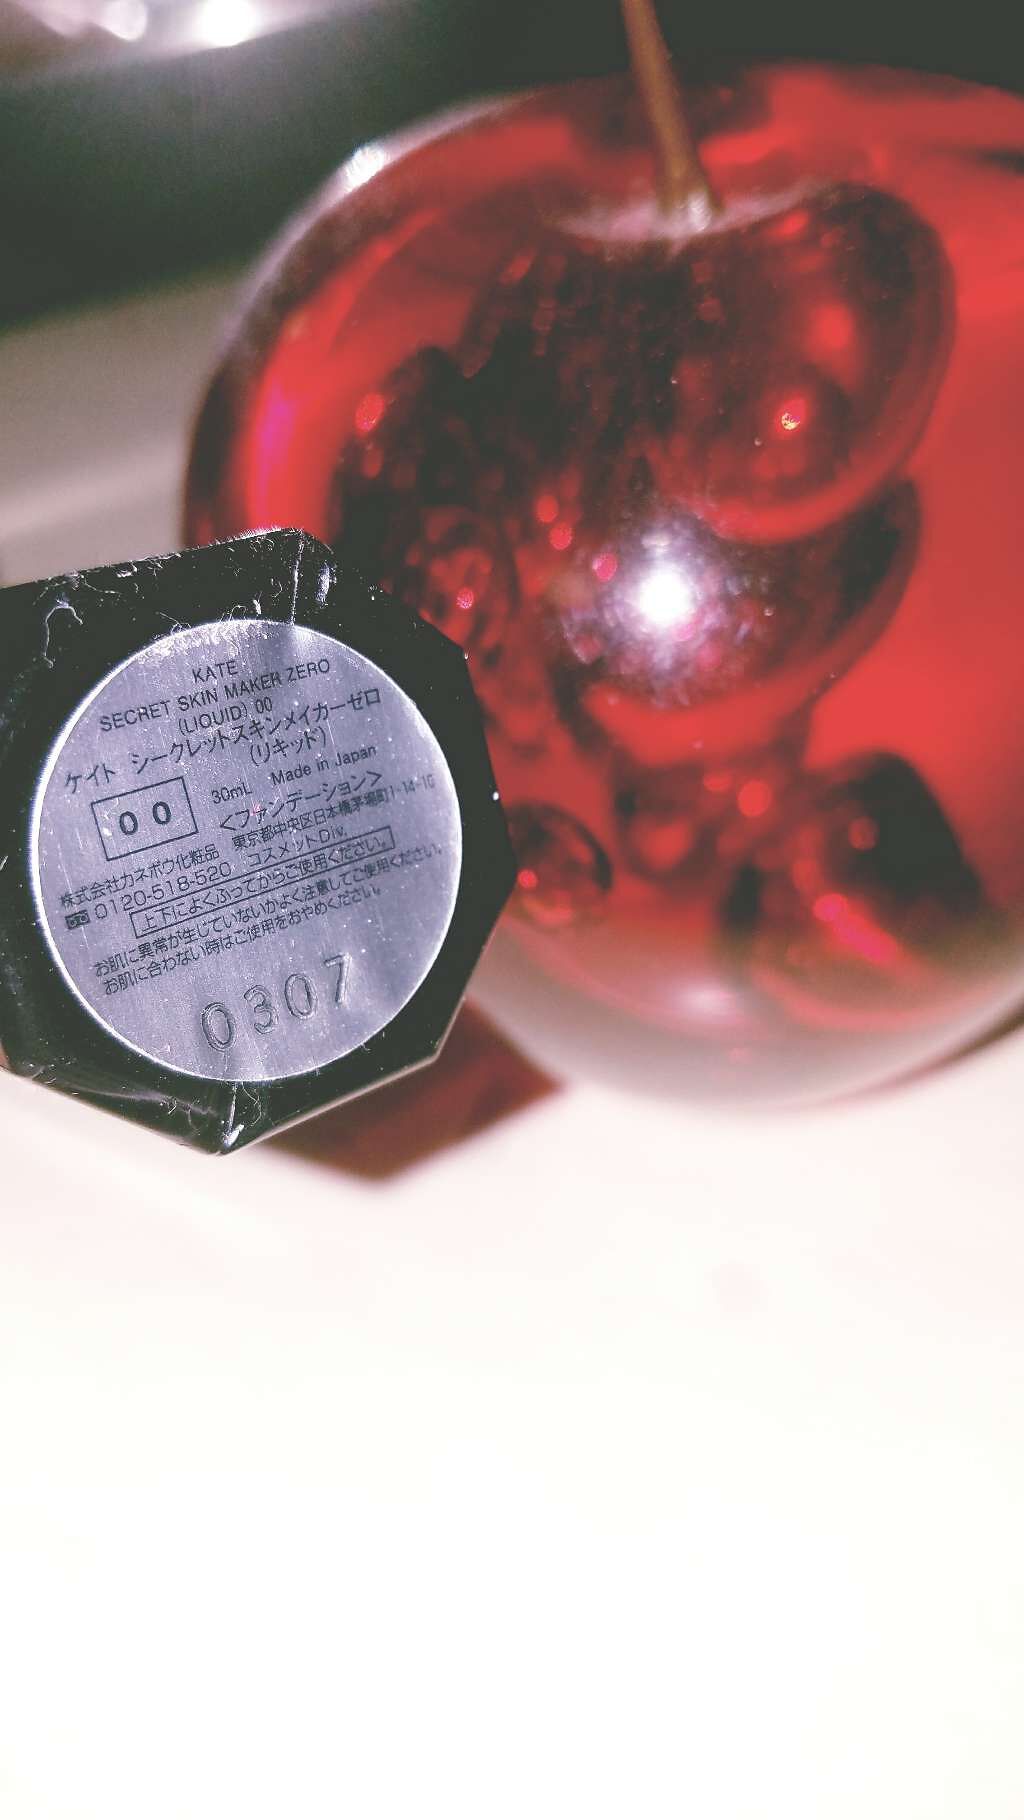 KATE
SECRET SKIN MAKER ZERO
(LIQUID) 00
ケイト シークレットスキンメイカーゼロ
(リキッド)
00 30mL Made in Japan
<ファンデーション>
株式会社カネボウ化粧品 東京都中央区日本橋茅場町1-14-10
0120-518-520 コスメットDiv.
上下によくふってからご使用ください。
お肌に異常が生じていないかよく注意してご使用ください。
お肌に合わない時はご使用をおやめください。
0307